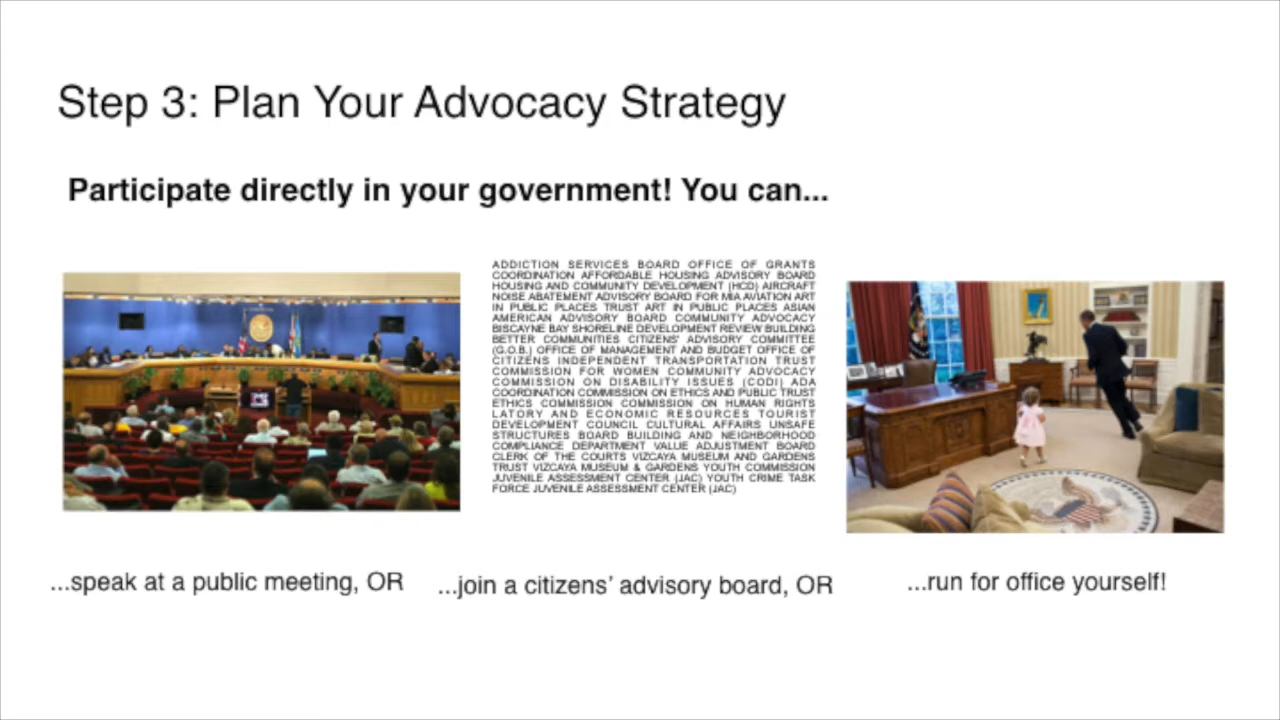 Step 3: Plan Your Advocacy Strategy
Participate directly in your government! You can...
ADDICTION SERVICES BOARD OFFICE OF GRANTS
COORDINATION AFFORDABLE HOUSING ADVISORY BOARD
HOUSING AND COMMUNITY DEVELOPMENT (HCD) AIRCRAFT
NOISE ABATEMENT ADVISORY BOARD FOR MIA AVIATION ART
IN PUBLIC PLACES TRUST ART IN PUBLIC PLACES ASIAN
AMERICAN ADVISORY BOARD COMMUNITY ADVOCACY
BISCAYNE BAY SHORELINE DEVELOPMENT REVIEW BUILDING
BETTER COMMUNITIES CITIZENS' ADVISORY COMMITTEE
(G.O.B.) OFFICE OF MANAGEMENT AND BUDGET OFFICE OF
CITIZENS INDEPENDENT TRANSPORTATION TRUST
COMMISSION FOR WOMEN COMMUNITY ADVOCACY
COMMISSION ON DISABILITY ISSUES (CODI) ADA
COORDINATION COMMISSION ON ETHICS AND PUBLIC TRUST
ETHICS COMMISSION COMMISSION ON HUMAN RIGHTS
LATORY AND ECONOMIC RESOURCES TOURIST
DEVELOPMENT COUNCIL CULTURAL AFFAIRS UNSAFE
STRUCTURES BOARD BUILDING AND NEIGHBORHOOD
COMPLIANCE DEPARTMENT VALUE ADJUSTMENT BOARD
CLERK OF THE COURTS VIZCAYA MUSEUM AND GARDENS
TRUST VIZCAYA MUSEUM & GARDENS YOUTH COMMISSION
JUVENILE ASSESSMENT CENTER (JAC) YOUTH CRIME TASK
FORCE JUVENILE ASSESSMENT CENTER (JAC)
...speak at a public meeting, OR
...join a citizens’ advisory board, OR
...run for office yourself!